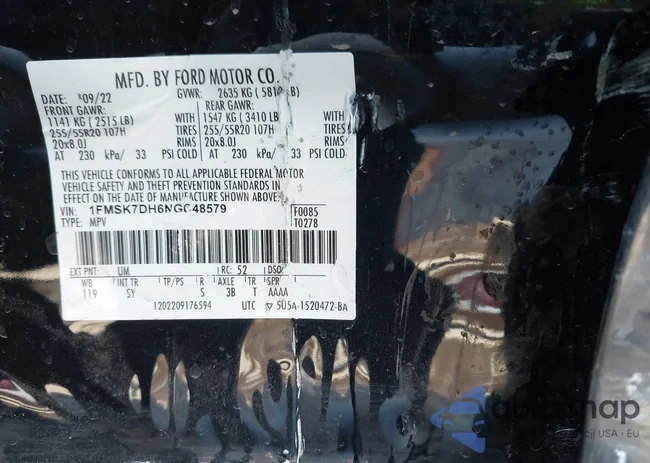 MFD. BY FORD MOTOR CO.
DATE: 09/22 GVWR: 2635 KG ( 5810 LB)
FRONT GAWR: REAR GAWR:
1141 KG ( 2515 LB) WITH 1547 KG ( 3410 LB) WITH
255/55R20 107H TIRES 255/55R20 107H TIRES
20x8.0J RIMS 20x8.0J RIMS
AT 230 kPa/ 33 PSI COLD AT 230 kPa/ 33 PSI COLD
THIS VEHICLE CONFORMS TO ALL APPLICABLE FEDERAL MOTOR
VEHICLE SAFETY AND THEFT PREVENTION STANDARDS IN
EFFECT ON THE DATE OF MANUFACTURE SHOWN ABOVE.
VIN: 1FMSK7DH6NGC48579 F0085
TYPE: MPV T0278
EXT PNT: UM RC: 52 DSO:
WB INT TR TP/PS R AXLE TR SPR
119 SY S 3B AAAA
1202209176594 UTC 5U5A-1520472-BA
USA · EU